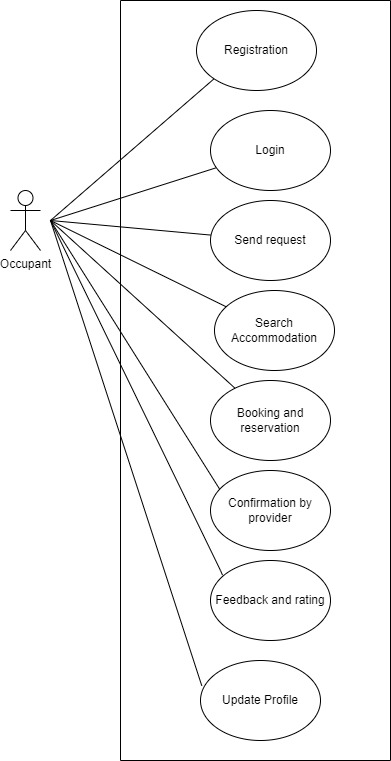 Registration
Login
Occupant
Send request
Search
Accommodation
Booking and
reservation
Confirmation by
provider
Feedback and rating
Update Profile